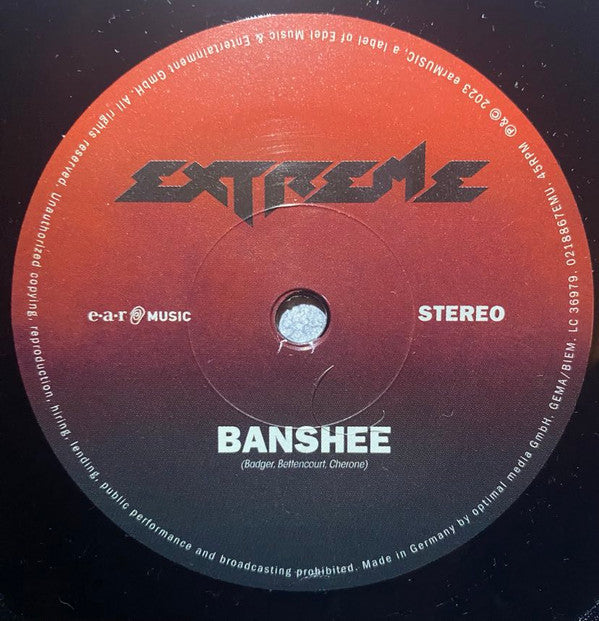 EXTREME
e·a·r MUSIC
STEREO
BANSHEE
(Badger, Bettencourt, Cherone)
℗&© 2023 earMUSIC, a label of Edel Music & Entertainment GmbH. All rights reserved. Unauthorized copying, reproduction, hiring, lending, public performance and broadcasting prohibited. Made in Germany by optimal media GmbH. GEMA/BIEM. LC 36979. 0218867EMU. 45RPM